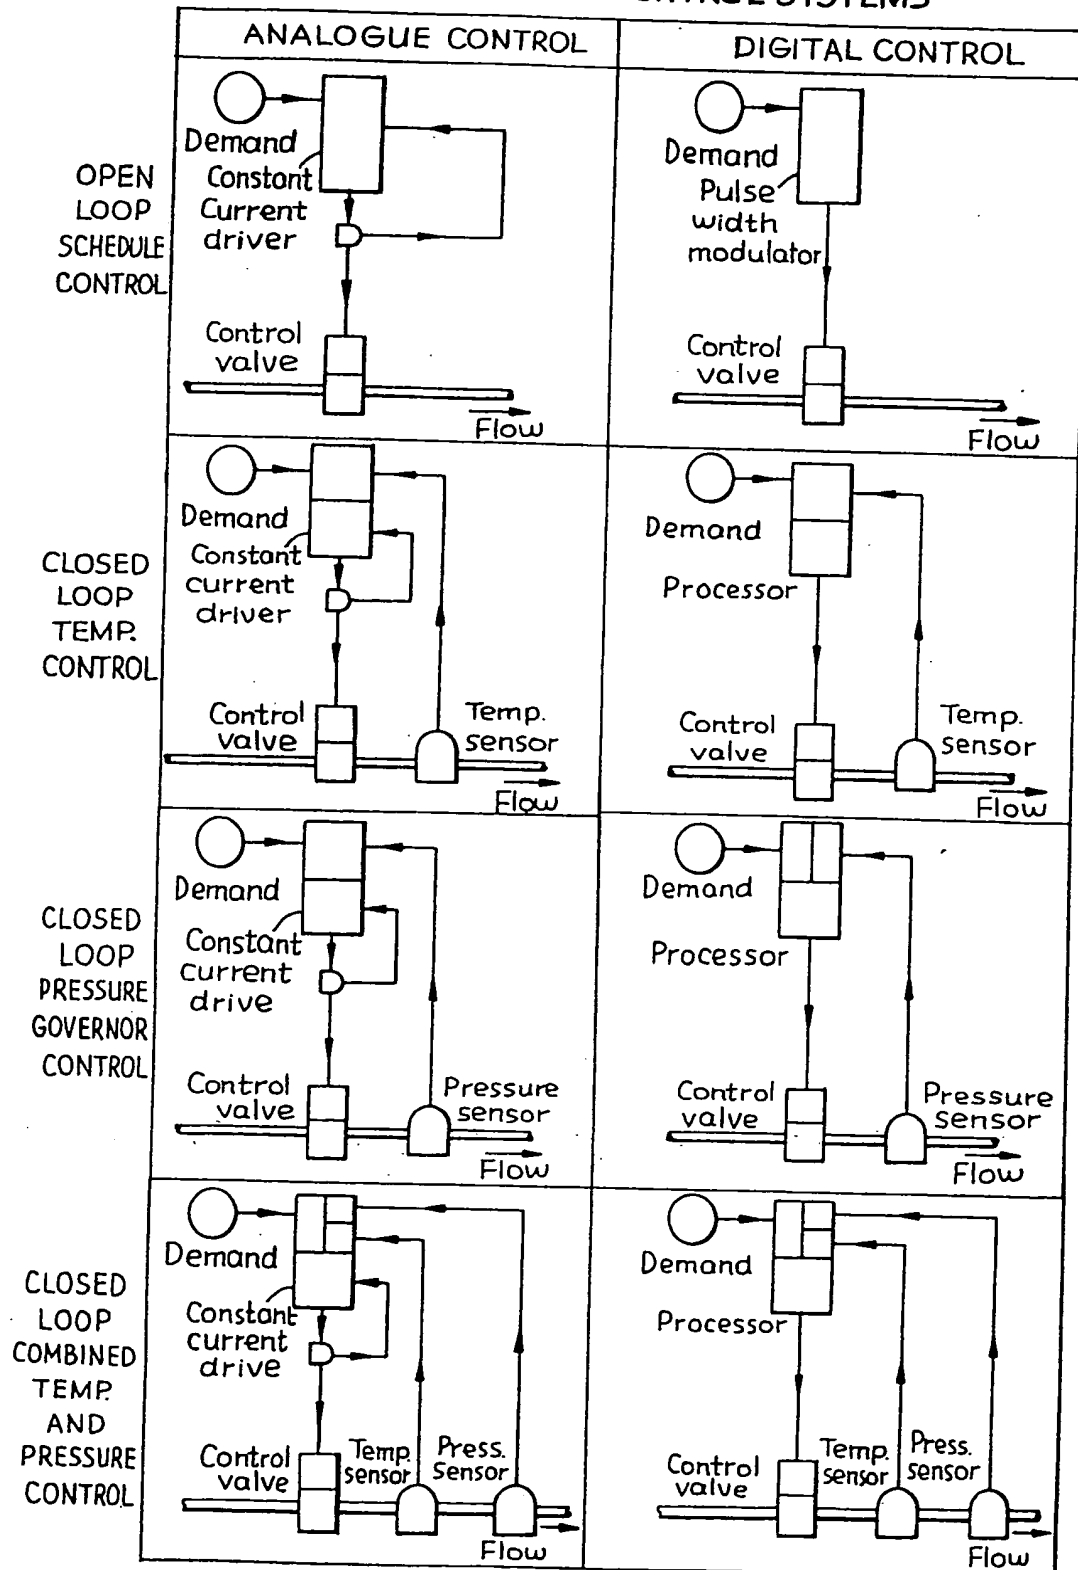 SYSTEMS
ANALOGUE CONTROL
DIGITAL CONTROL
OPEN
LOOP
SCHEDULE
CONTROL
Demand
Constant
Current
driver
Control
valve
Flow
Demand
Pulse
width
modulator
Control
valve
Flow
CLOSED
LOOP
TEMP.
CONTROL
Demand
Constant
current
driver
Control
valve
Temp.
sensor
Flow
Demand
Processor
Control
valve
Temp.
sensor
Flow
CLOSED
LOOP
PRESSURE
GOVERNOR
CONTROL
Demand
Constant
current
drive
Control
valve
Pressure
sensor
Flow
Demand
Processor
Control
valve
Pressure
sensor
Flow
CLOSED
LOOP
COMBINED
TEMP.
AND
PRESSURE
CONTROL
Demand
Constant
current
drive
Control
valve
Temp.
sensor
Press.
sensor
Flow
Demand
Processor
Control
valve
Temp.
sensor
Press.
sensor
Flow